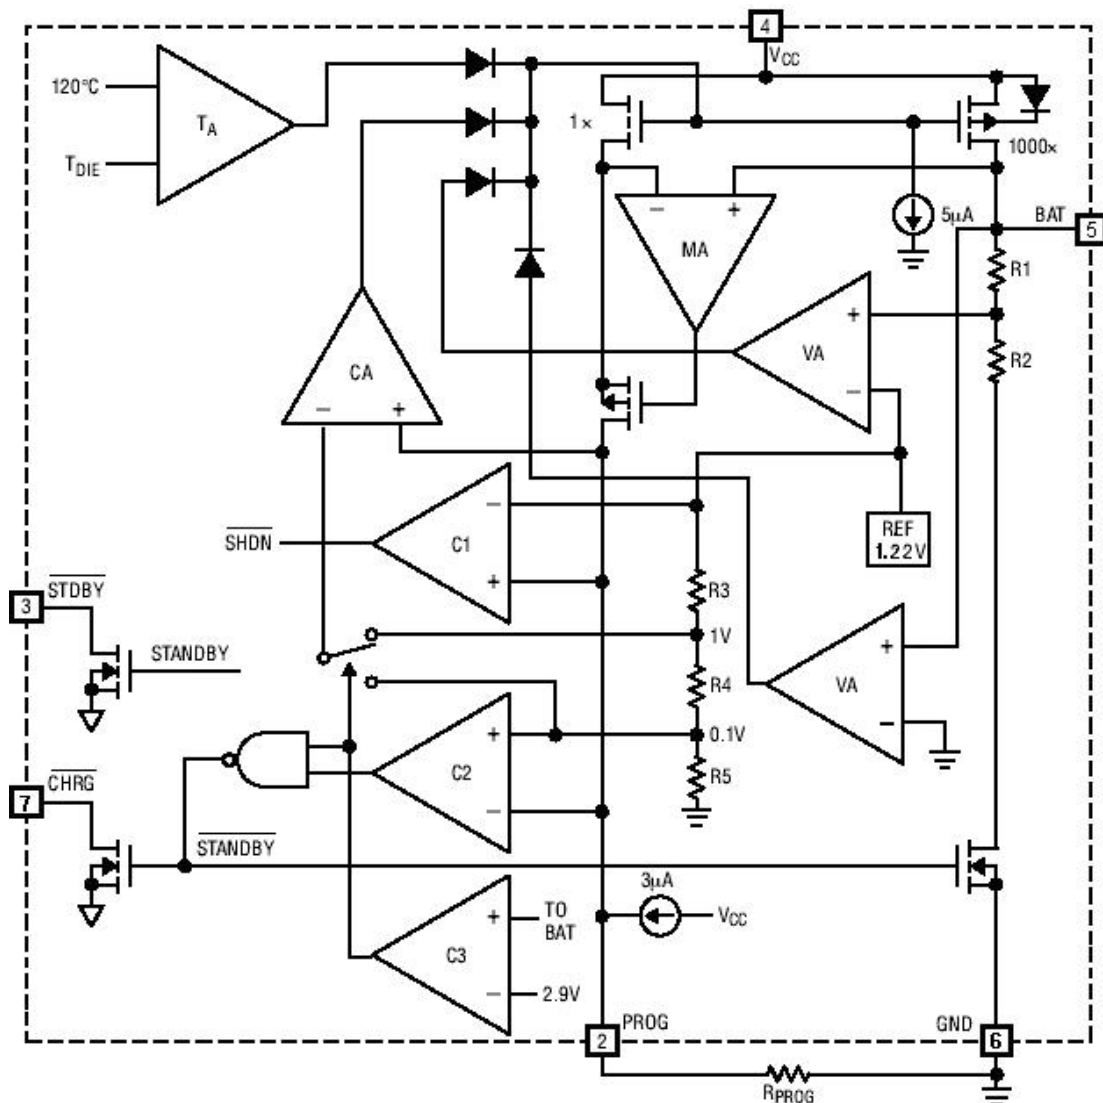 4
VCC
120°C
TA
TDIE
1×
1000×
5µA
BAT
5
−
+
MA
R1
+
VA
−
R2
CA
−
+
REF
1.22V
−
SHDN
C1
+
R3
3
STDBY
STANDBY
1V
+
VA
−
R4
+
0.1V
C2
−
R5
7
CHRG
STANDBY
3µA
VCC
+
TO
BAT
C3
−
2.9V
PROG
2
GND
6
RPROG